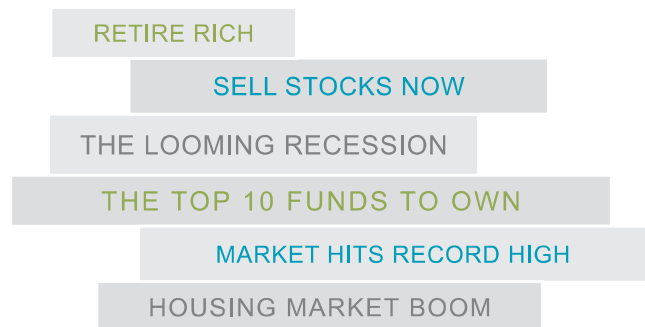 RETIRE RICH
SELL STOCKS NOW
THE LOOMING RECESSION
THE TOP 10 FUNDS TO OWN
MARKET HITS RECORD HIGH
HOUSING MARKET BOOM